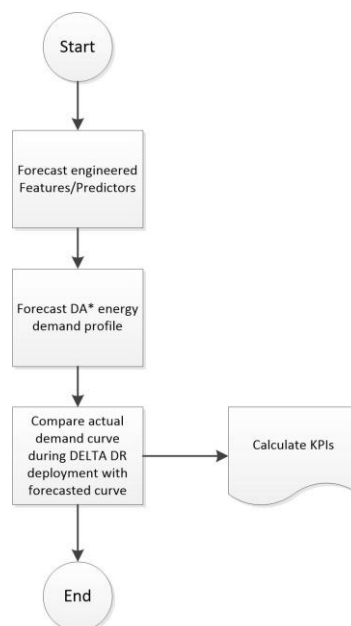 Start
Forecast engineered
Features/Predictors
Forecast DA* energy
demand profile
Compare actual
demand curve
during DELTA DR
deployment with
forecasted curve
Calculate KPIs
End